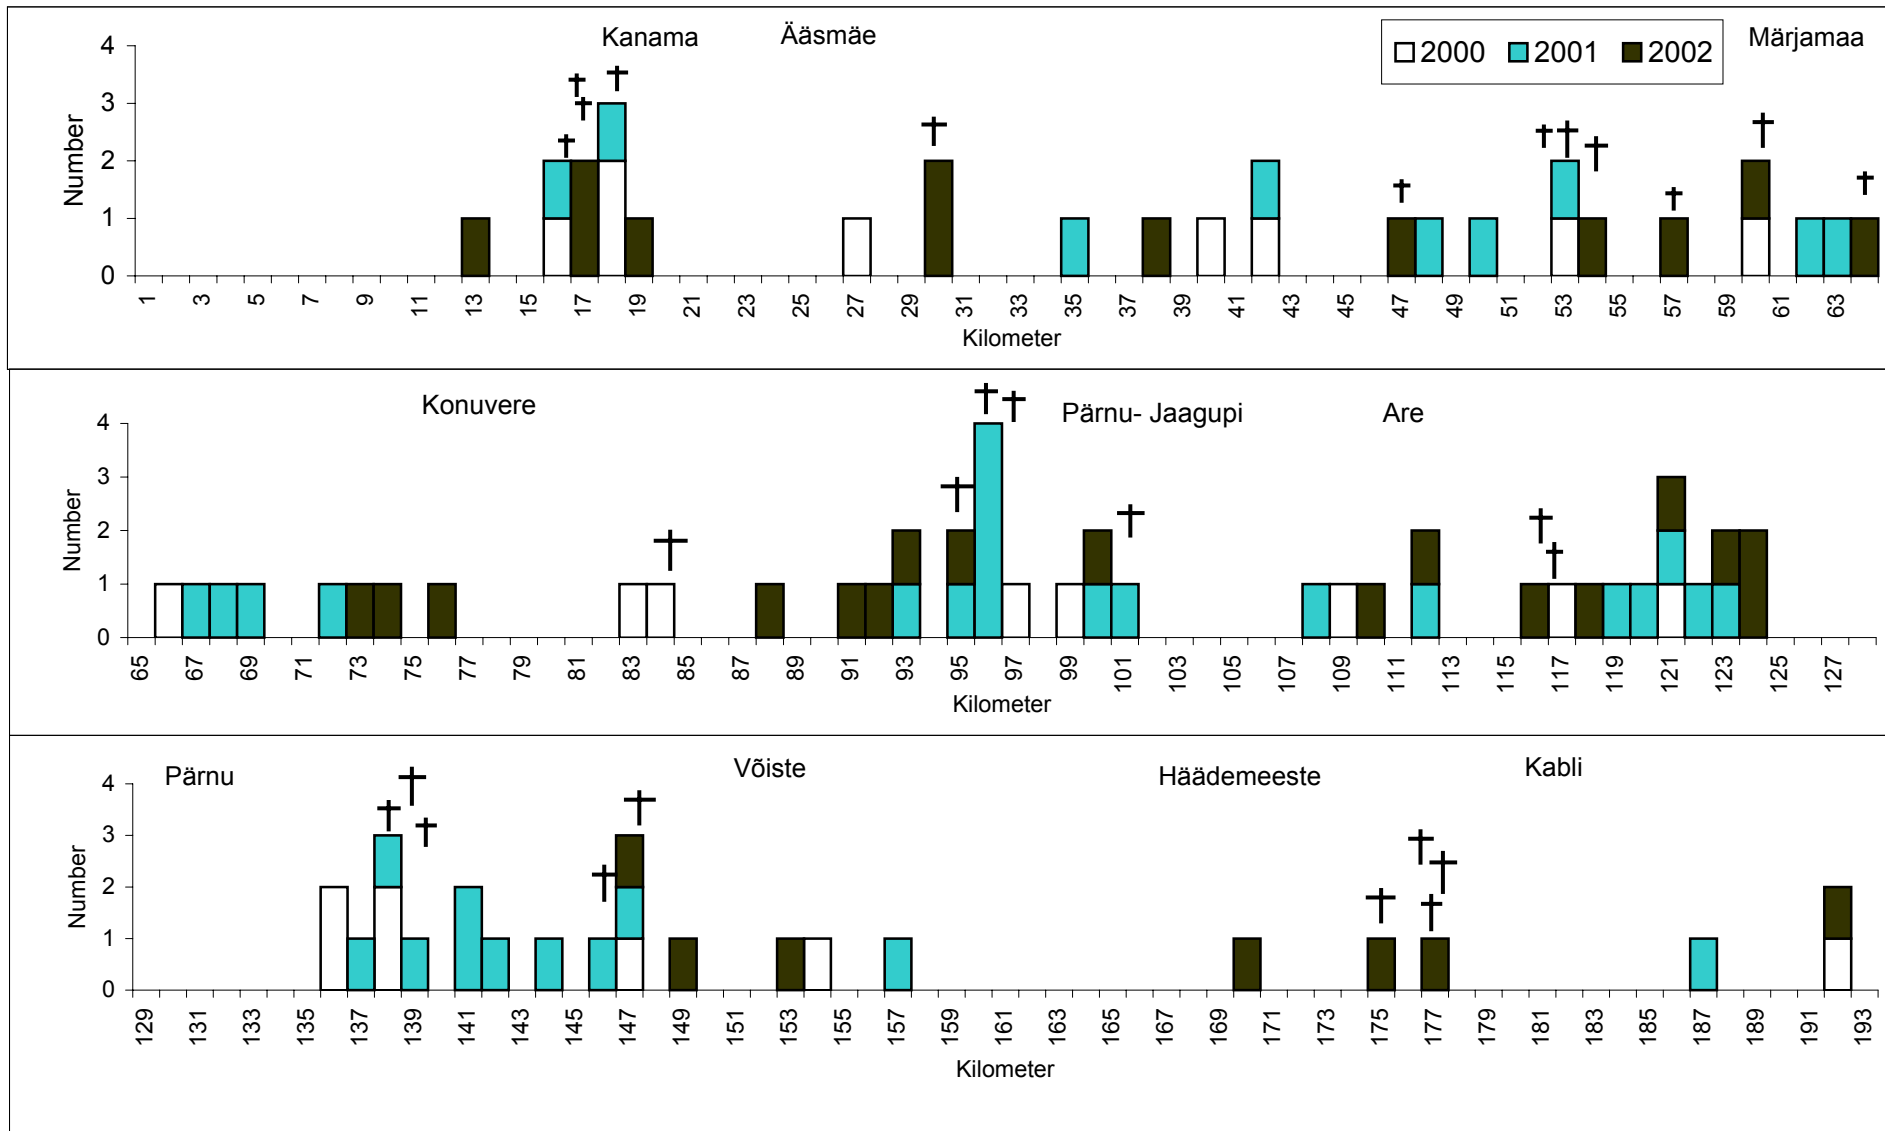 Kanama Ääsmäe Märjamaa
2000 2001 2002
Number
4
3
2
1
0
1 3 5 7 9 11 13 15 17 19 21 23 25 27 29 31 33 35 37 39 41 43 45 47 49 51 53 55 57 59 61 63
Kilometer
Konuvere Pärnu- Jaagupi Are
Number
4
3
2
1
0
65 67 69 71 73 75 77 79 81 83 85 87 89 91 93 95 97 99 101 103 105 107 109 111 113 115 117 119 121 123 125 127
Kilometer
Pärnu Võiste Häädemeeste Kabli
Number
4
3
2
1
0
129 131 133 135 137 139 141 143 145 147 149 151 153 155 157 159 161 163 165 167 169 171 173 175 177 179 181 183 185 187 189 191 193
Kilometer